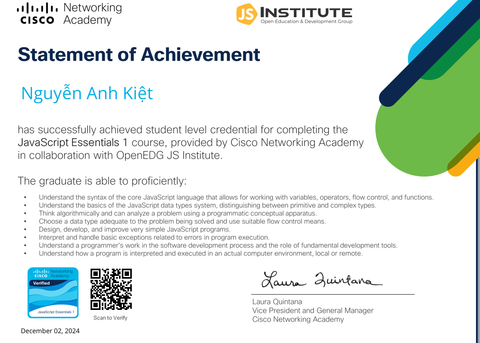 Networking
CISCO Academy
JS INSTITUTE
Open Education & Development Group
Statement of Achievement
Nguyễn Anh Kiệt
has successfully achieved student level credential for completing the
JavaScript Essentials 1 course, provided by Cisco Networking Academy
in collaboration with OpenEDG JS Institute.
The graduate is able to proficiently:
• Understand the syntax of the core JavaScript language that allows for working with variables, operators, flow control, and functions.
• Understand the basics of the JavaScript data types system, distinguishing between primitive and complex types.
• Think algorithmically and can analyze a problem using a programmatic conceptual apparatus.
• Choose a data type adequate to the problem being solved and use suitable flow control means.
• Design, develop, and improve very simple JavaScript programs.
• Interpret and handle basic exceptions related to errors in program execution.
• Understand a programmer's work in the software development process and the role of fundamental development tools.
• Understand how a program is interpreted and executed in an actual computer environment, local or remote.
CISCO Networking Academy
Verified
JavaScript Essentials 1
Scan to Verify
Laura Quintana
Laura Quintana
Vice President and General Manager
Cisco Networking Academy
December 02, 2024